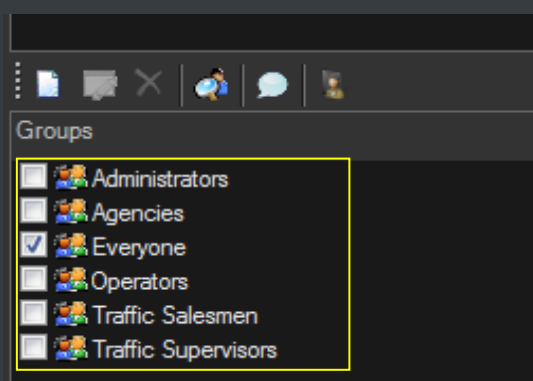 Groups
Administrators
Agencies
Everyone
Operators
Traffic Salesmen
Traffic Supervisors